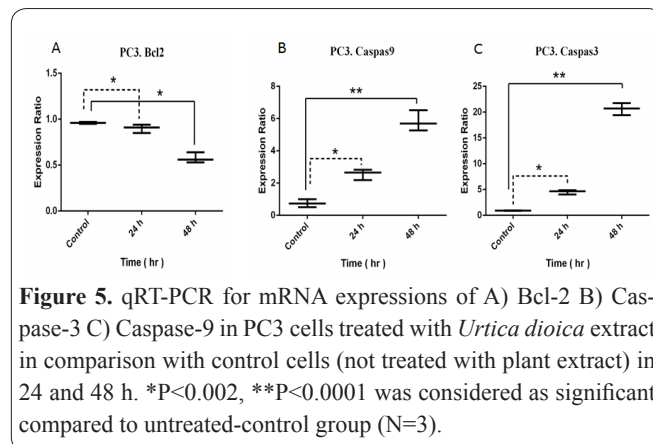 A
PC3. Bcl2
Expression Ratio
1.5
1.0
0.5
0.0
*
*
Control
24 h
48 h
Time ( hr )
B
PC3. Caspas9
Expression Ratio
8
6
4
2
0
**
*
Control
24 h
48 h
Time ( hr )
C
PC3. Caspas3
Expression Ratio
25
20
15
10
5
0
**
*
Control
24 h
48 h
Time ( hr )
Figure 5. qRT-PCR for mRNA expressions of A) Bcl-2 B) Cas-
pase-3 C) Caspase-9 in PC3 cells treated with Urtica dioica extract
in comparison with control cells (not treated with plant extract) in
24 and 48 h. *P<0.002, **P<0.0001 was considered as significant
compared to untreated-control group (N=3).